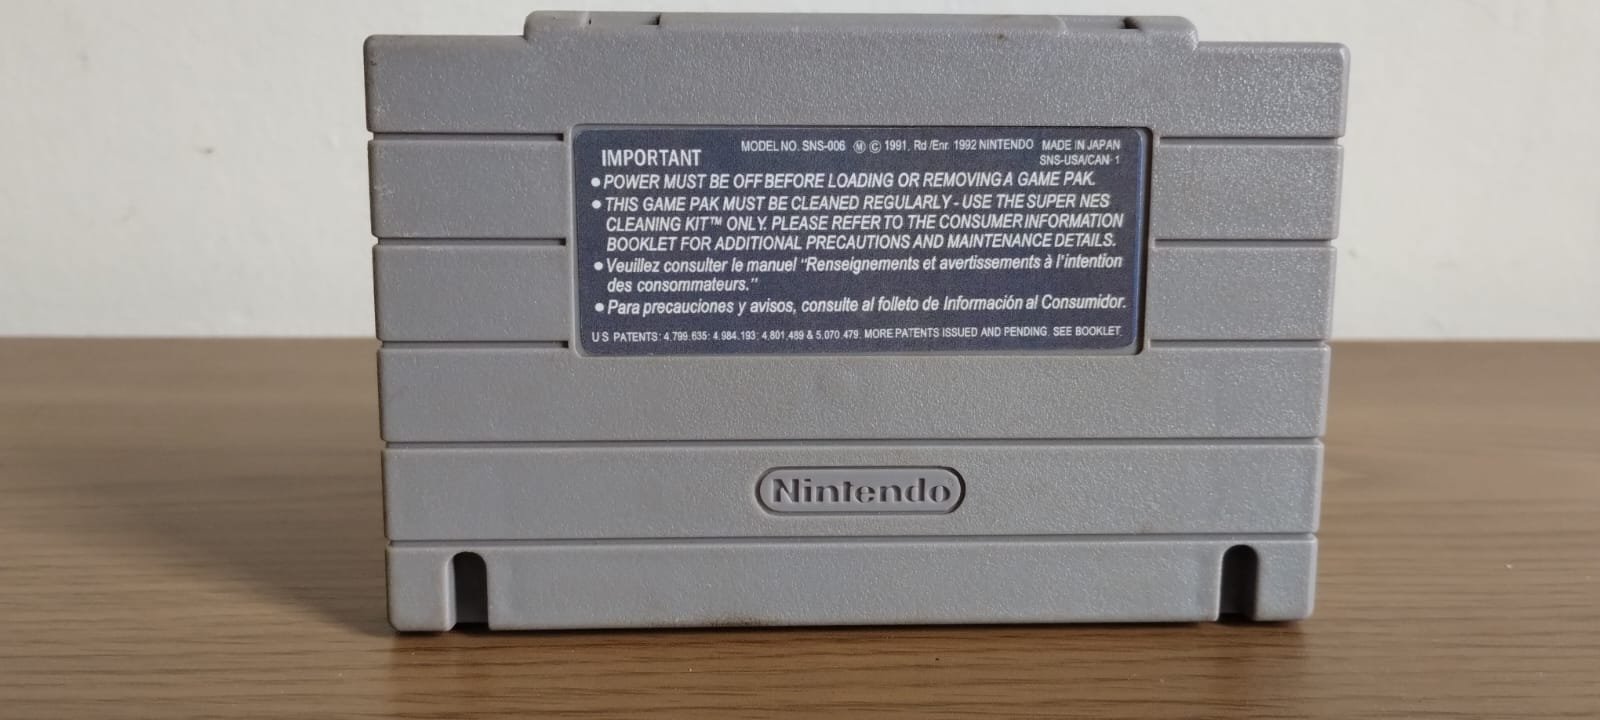 IMPORTANT
MODEL NO. SNS-006 Ⓜ © 1991, Rd /Enr. 1992 NINTENDO MADE IN JAPAN
SNS-USA/CAN-1
● POWER MUST BE OFF BEFORE LOADING OR REMOVING A GAME PAK.
● THIS GAME PAK MUST BE CLEANED REGULARLY - USE THE SUPER NES
CLEANING KIT™ ONLY. PLEASE REFER TO THE CONSUMER INFORMATION
BOOKLET FOR ADDITIONAL PRECAUTIONS AND MAINTENANCE DETAILS.
● Veuillez consulter le manuel “Renseignements et avertissements à l'intention
des consommateurs.”
● Para precauciones y avisos, consulte al folleto de Información al Consumidor.
US PATENTS: 4.799.635: 4.984.193; 4.801.489 & 5.070.479. MORE PATENTS ISSUED AND PENDING. SEE BOOKLET.
Nintendo